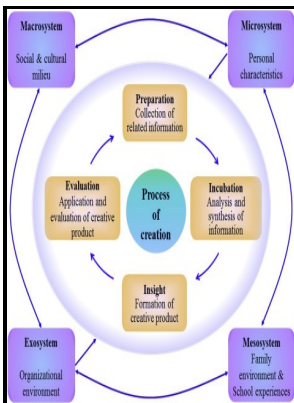 Macrosystem
Social & cultural
milieu
Microsystem
Personal
characteristics
Preparation
Collection of
related information
Evaluation
Application and
evaluation of creative
product
Process
of
creation
Incubation
Analysis and
synthesis of
information
Insight
Formation of
creative product
Exosystem
Organizational
environment
Mesosystem
Family
environment &
School experiences